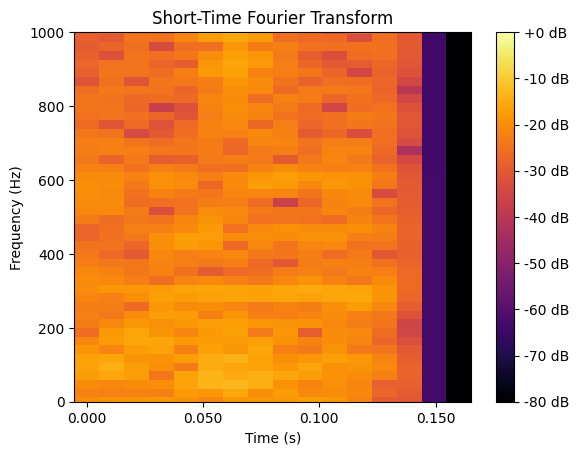 Short-Time Fourier Transform
1000
800
600
400
200
0
Frequency (Hz)
0.000
0.050
0.100
0.150
Time (s)
+0 dB
-10 dB
-20 dB
-30 dB
-40 dB
-50 dB
-60 dB
-70 dB
-80 dB